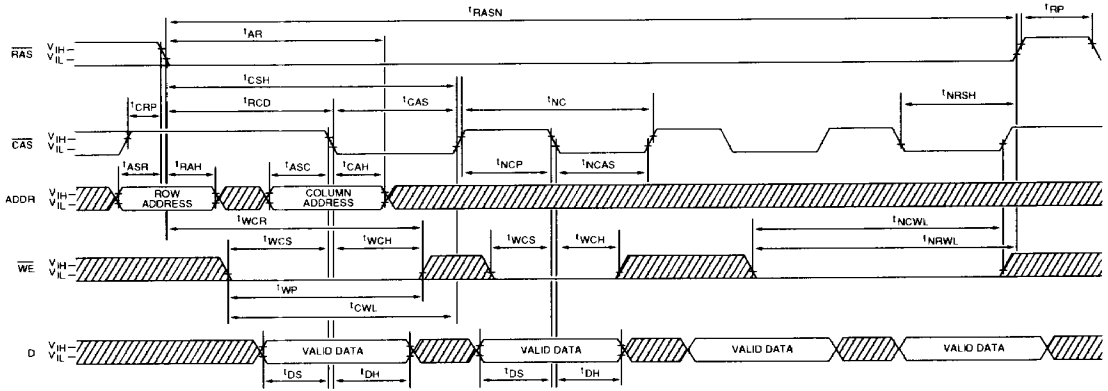 tRASN
tRP
tAR
RAS VIH VIL
tCSH
tCRP tRCD tCAS tNC tNRSH
CAS VIH VIL
tASR tRAH tASC tCAH tNCP tNCAS
ADDR VIH VIL ROW ADDRESS COLUMN ADDRESS
tWCR tNCWL
tWCS tWCH tWCS tWCH tNRWL
WE VIH VIL
tWP
tCWL
D VIH VIL VALID DATA VALID DATA VALID DATA VALID DATA
tDS tDH tDS tDH